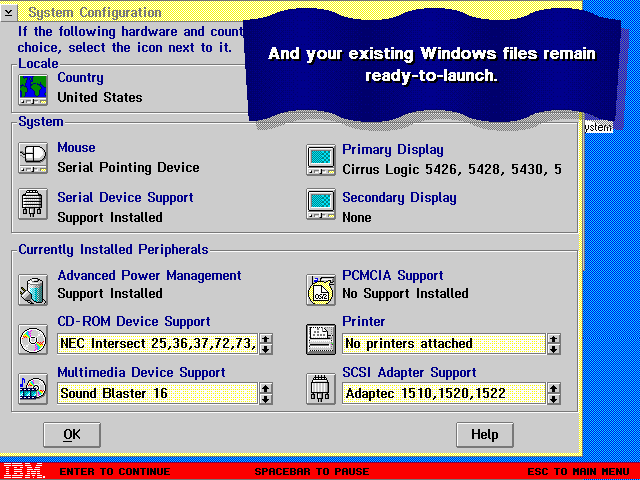 System Configuration
If the following hardware and count
choice, select the icon next to it.
And your existing Windows files remain
ready-to-launch.
Locale
Country
United States
ystem
System
Mouse
Serial Pointing Device
Primary Display
Cirrus Logic 5426, 5428, 5430, 5
Serial Device Support
Support Installed
Secondary Display
None
Currently Installed Peripherals
Advanced Power Management
Support Installed
PCMCIA Support
No Support Installed
CD-ROM Device Support
NEC Intersect 25,36,37,72,73,
Printer
No printers attached
Multimedia Device Support
Sound Blaster 16
SCSI Adapter Support
Adaptec 1510,1520,1522
OK
Help
IBM. ENTER TO CONTINUE SPACEBAR TO PAUSE ESC TO MAIN MENU